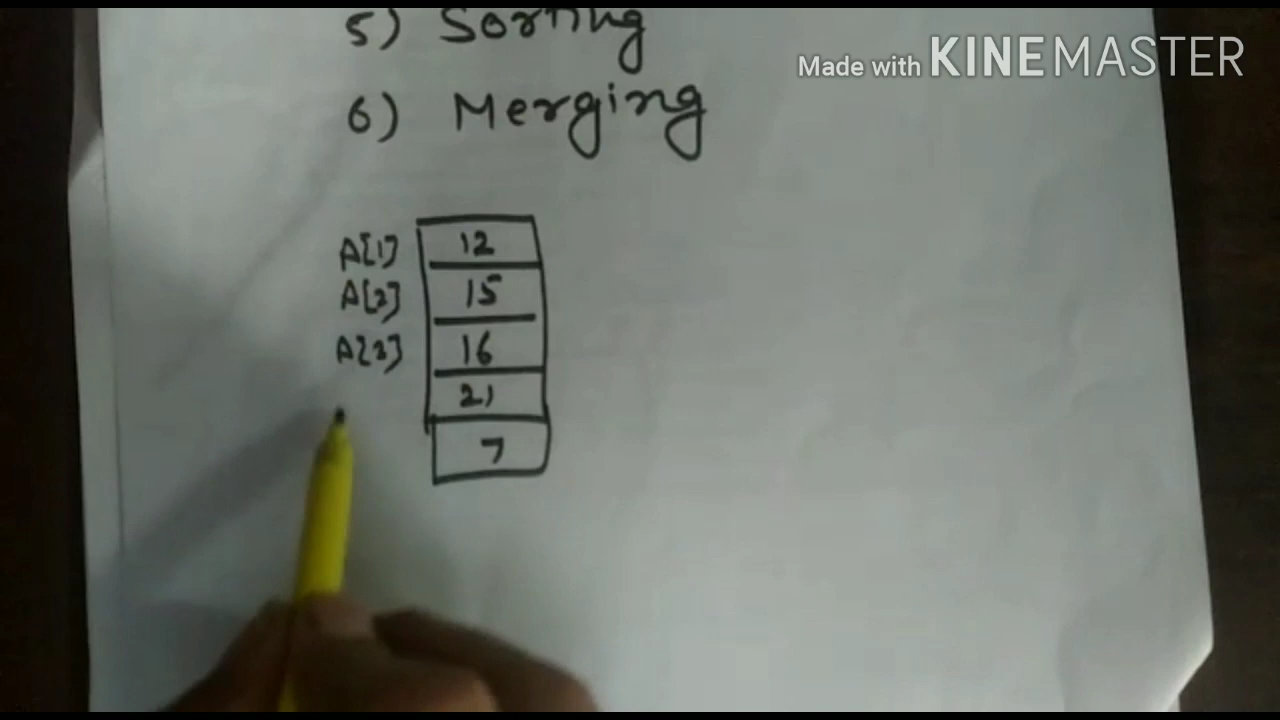 5) Sorting
Made with KINEMASTER
6) Merging
A[1] 12
A[2] 15
A[3] 16
21
7